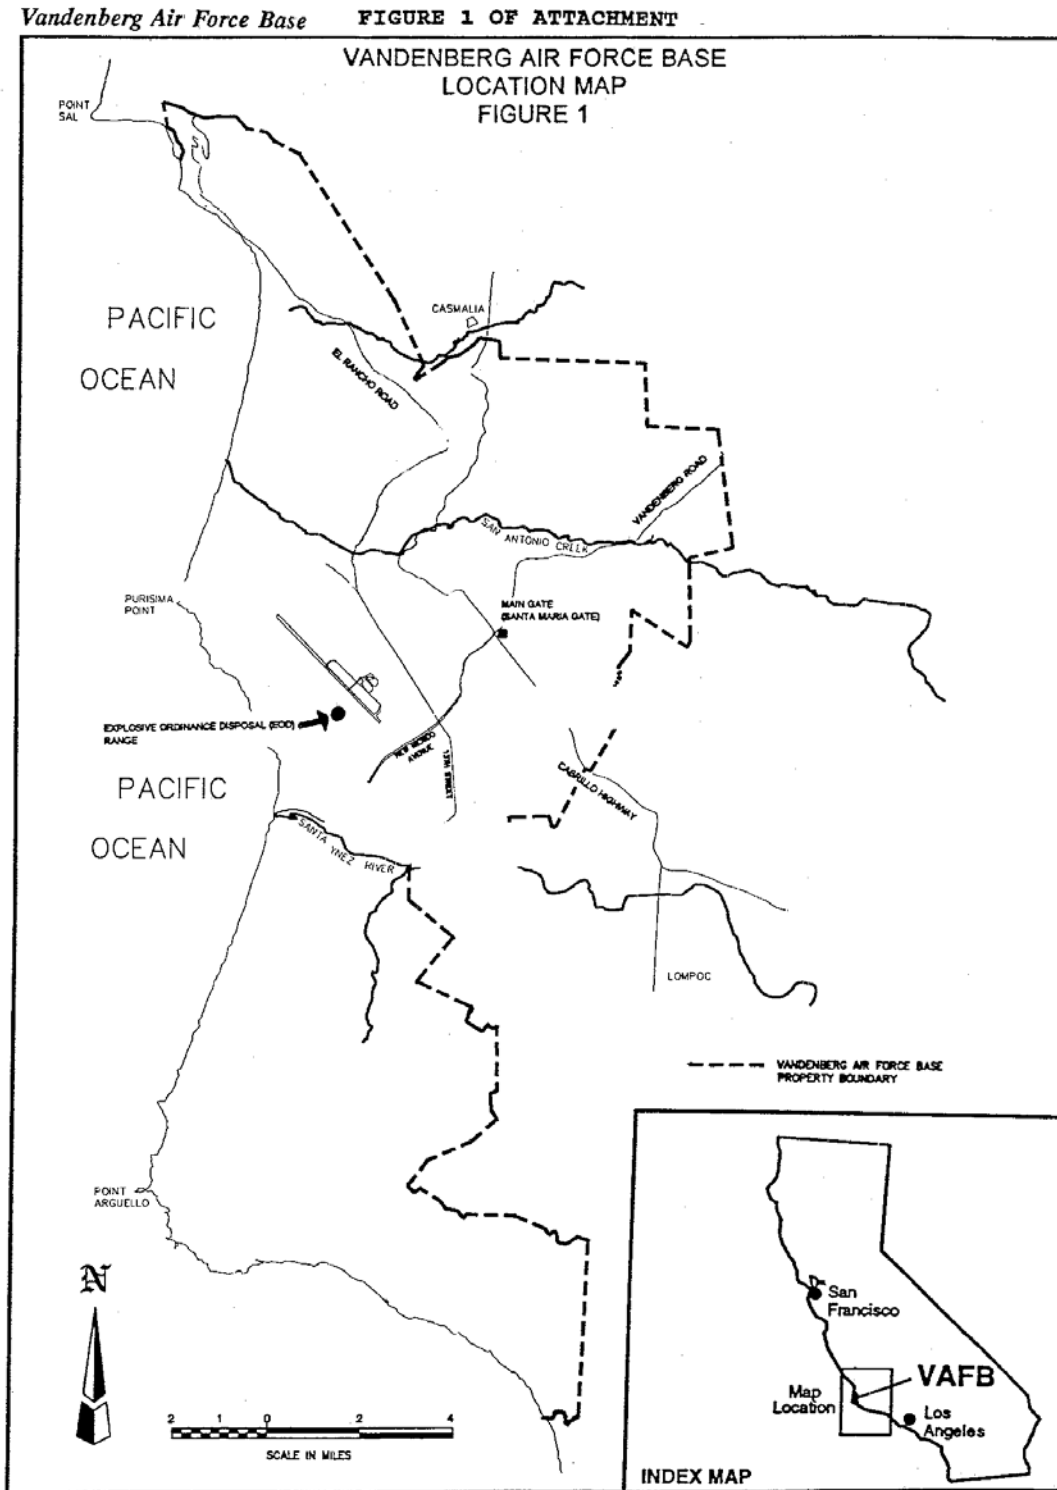 Vandenberg Air Force Base
FIGURE 1 OF ATTACHMENT
VANDENBERG AIR FORCE BASE
LOCATION MAP
FIGURE 1
POINT
SAL
PACIFIC
OCEAN
CASMALIA
EL RANCHO ROAD
VANDENBERG ROAD
SAN ANTONIO CREEK
PURISIMA
POINT
MAIN GATE
(SANTA MARIA GATE)
EXPLOSIVE ORDINANCE DISPOSAL (EOD)
RANGE
NEW MEXICO
AVENUE
13TH STREET
CABRILLO HIGHWAY
PACIFIC
OCEAN
SANTA YNEZ RIVER
LOMPOC
VANDENBERG AIR FORCE BASE
PROPERTY BOUNDARY
POINT
ARGUELLO
N
2 1 0 2 4
SCALE IN MILES
San
Francisco
VAFB
Map
Location
Los
Angeles
INDEX MAP